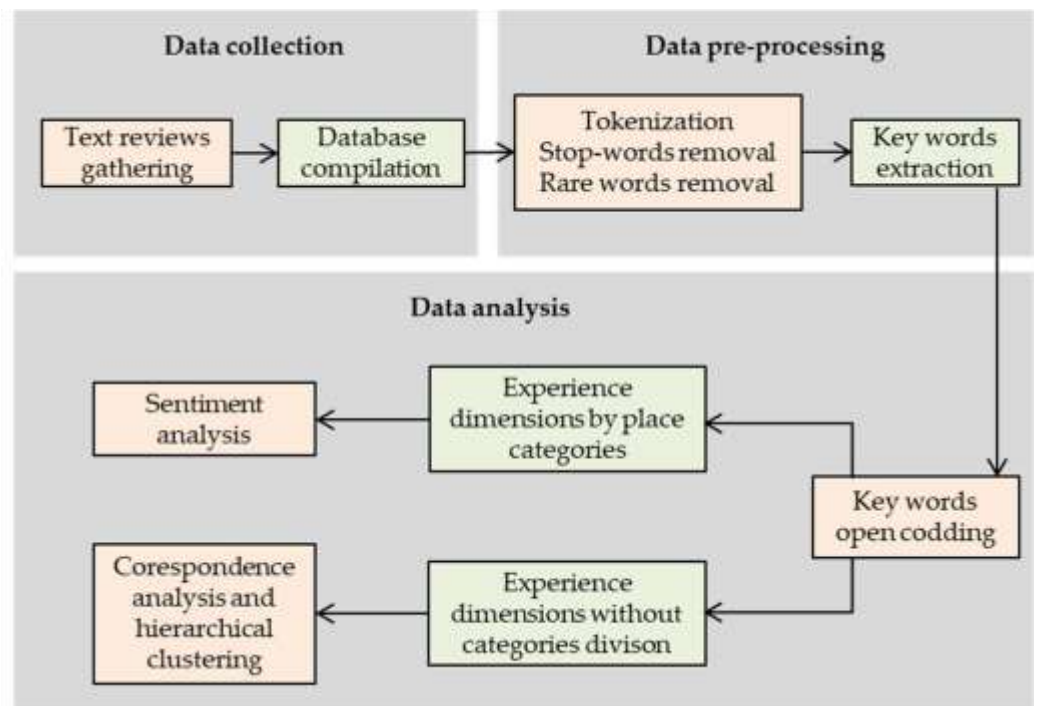 Data collection
Text reviews
gathering
Database
compilation
Data pre-processing
Tokenization
Stop-words removal
Rare words removal
Key words
extraction
Data analysis
Sentiment
analysis
Experience
dimensions by place
categories
Key words
open codding
Corespondence
analysis and
hierarchical
clustering
Experience
dimensions without
categories divison